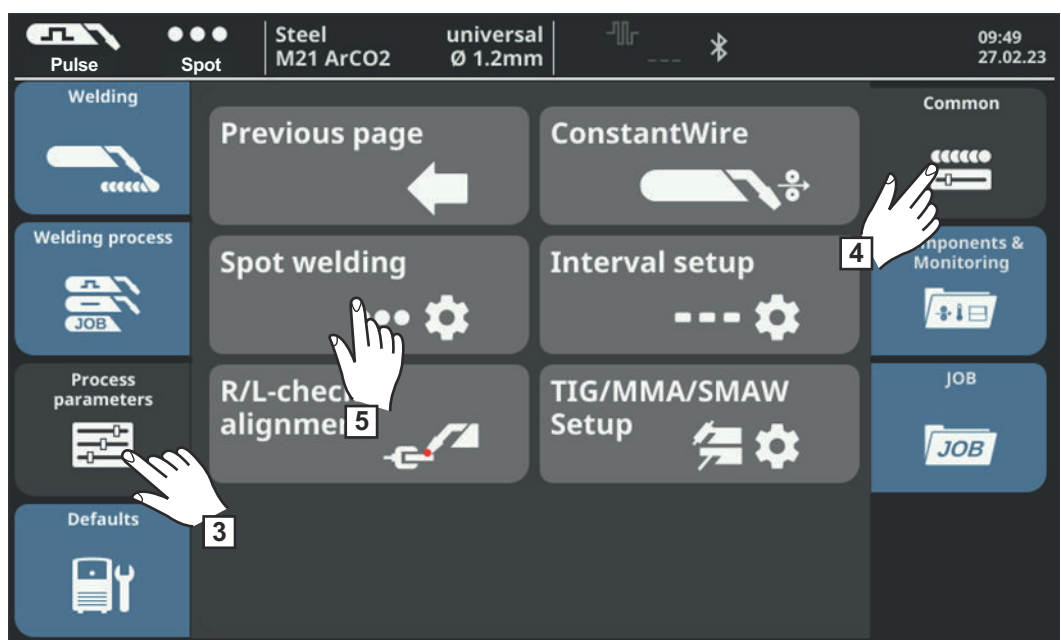 Pulse
Spot
Steel universal
M21 ArCO2 Ø 1.2mm
---
09:49
27.02.23
Welding
Welding process
JOB
Process
parameters
3
Defaults
Previous page
ConstantWire
Spot welding
Interval setup
5
alignme
TIG/MMA/SMAW
Setup
Common
4
&
Monitoring
JOB
JOB